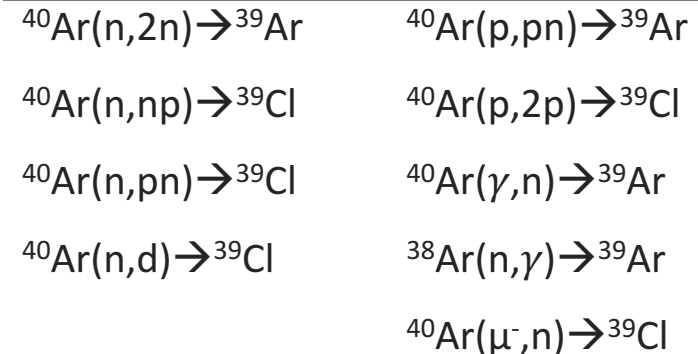 ⁴⁰Ar(n,2n)→³⁹Ar
⁴⁰Ar(n,np)→³⁹Cl
⁴⁰Ar(n,pn)→³⁹Cl
⁴⁰Ar(n,d)→³⁹Cl
⁴⁰Ar(p,pn)→³⁹Ar
⁴⁰Ar(p,2p)→³⁹Cl
⁴⁰Ar(γ,n)→³⁹Ar
³⁸Ar(n,γ)→³⁹Ar
⁴⁰Ar(μ⁻,n)→³⁹Cl